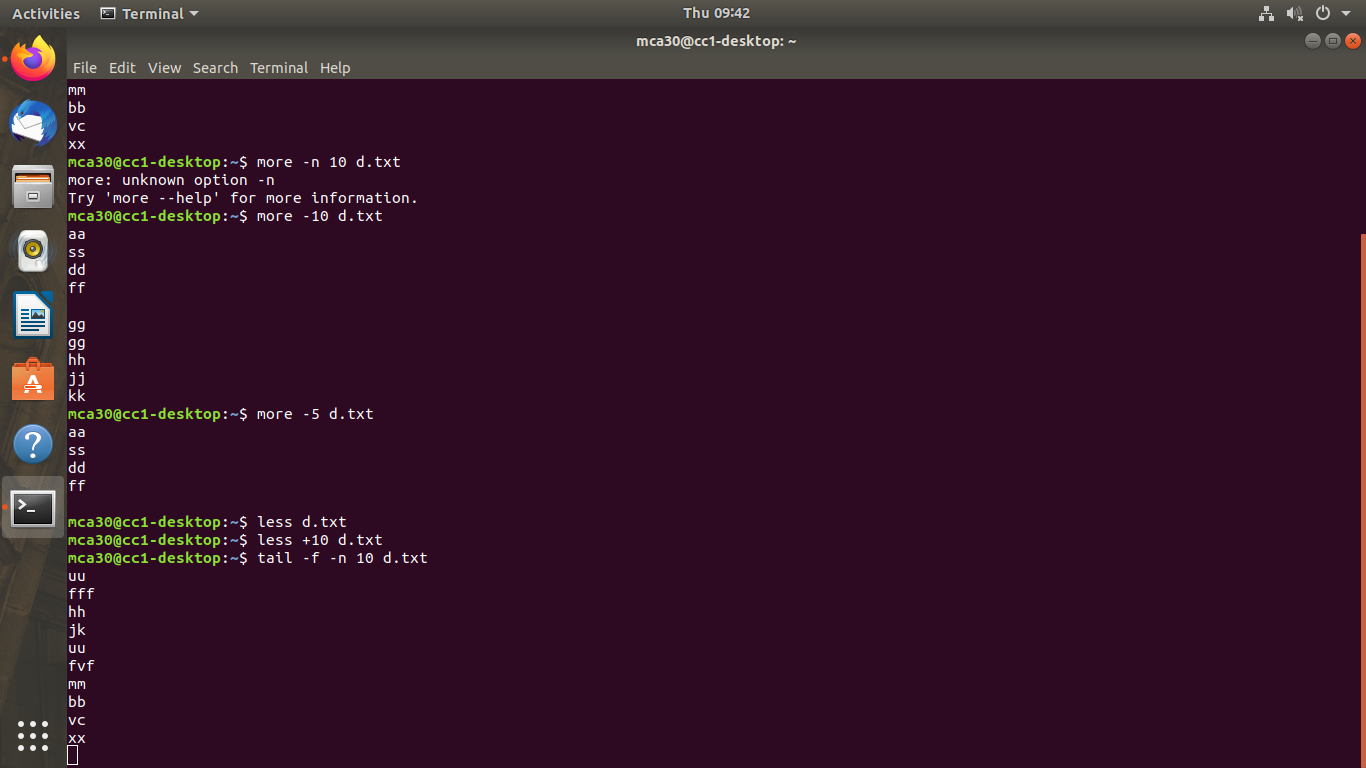 Activities Terminal Thu 09:42
mca30@cc1-desktop: ~
File Edit View Search Terminal Help
mm
bb
vc
xx
mca30@cc1-desktop:~$ more -n 10 d.txt
more: unknown option -n
Try 'more --help' for more information.
mca30@cc1-desktop:~$ more -10 d.txt
aa
ss
dd
ff

gg
gg
hh
jj
kk
mca30@cc1-desktop:~$ more -5 d.txt
aa
ss
dd
ff

mca30@cc1-desktop:~$ less d.txt
mca30@cc1-desktop:~$ less +10 d.txt
mca30@cc1-desktop:~$ tail -f -n 10 d.txt
uu
fff
hh
jk
uu
fvf
mm
bb
vc
xx